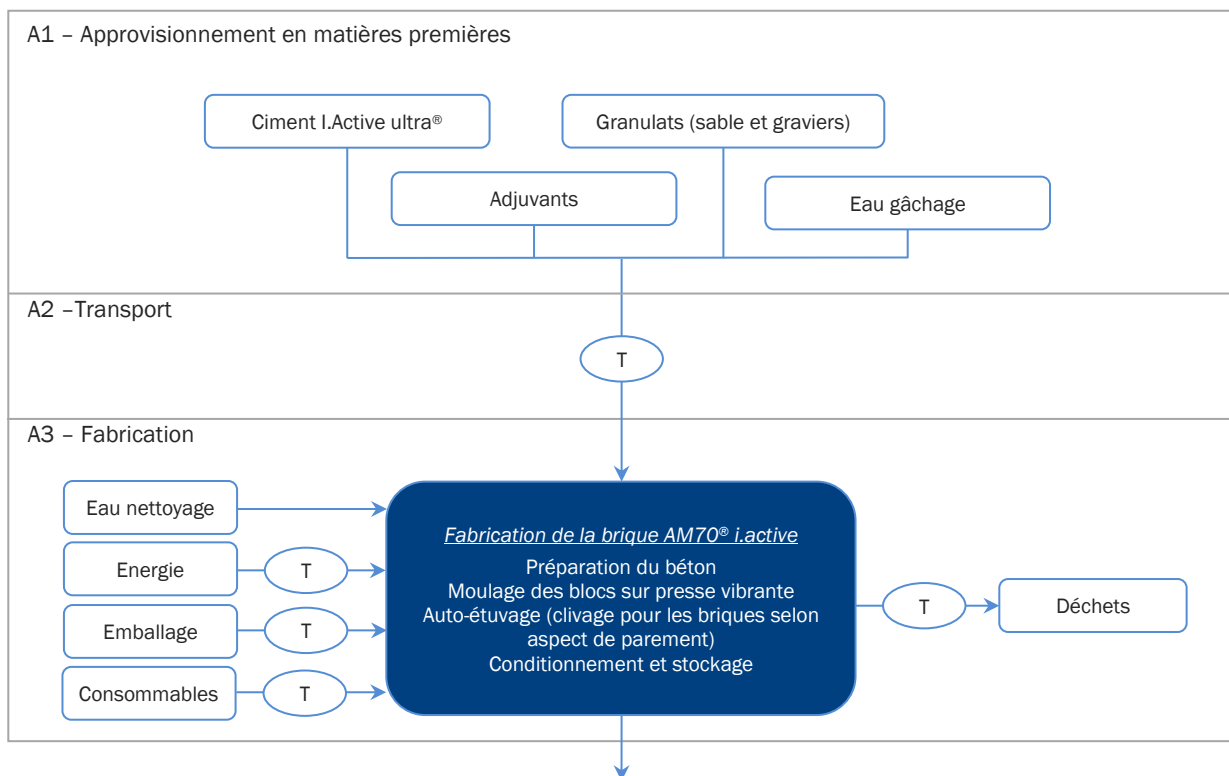 A1 – Approvisionnement en matières premières
Ciment I.Active ultra®
Granulats (sable et graviers)
Adjuvants
Eau gâchage
A2 –Transport
T
A3 – Fabrication
Eau nettoyage
Energie
T
Emballage
T
Consommables
T
Fabrication de la brique AM70® i.active
Préparation du béton
Moulage des blocs sur presse vibrante
Auto-étuvage (clivage pour les briques selon
aspect de parement)
Conditionnement et stockage
T
Déchets